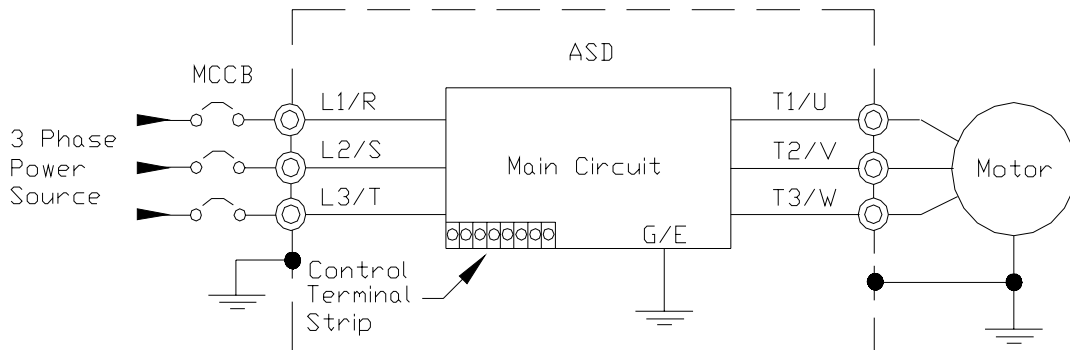 ASD
MCCB
3 Phase
Power
Source
L1/R
L2/S
L3/T
Main Circuit
G/E
T1/U
T2/V
T3/W
Motor
Control
Terminal
Strip